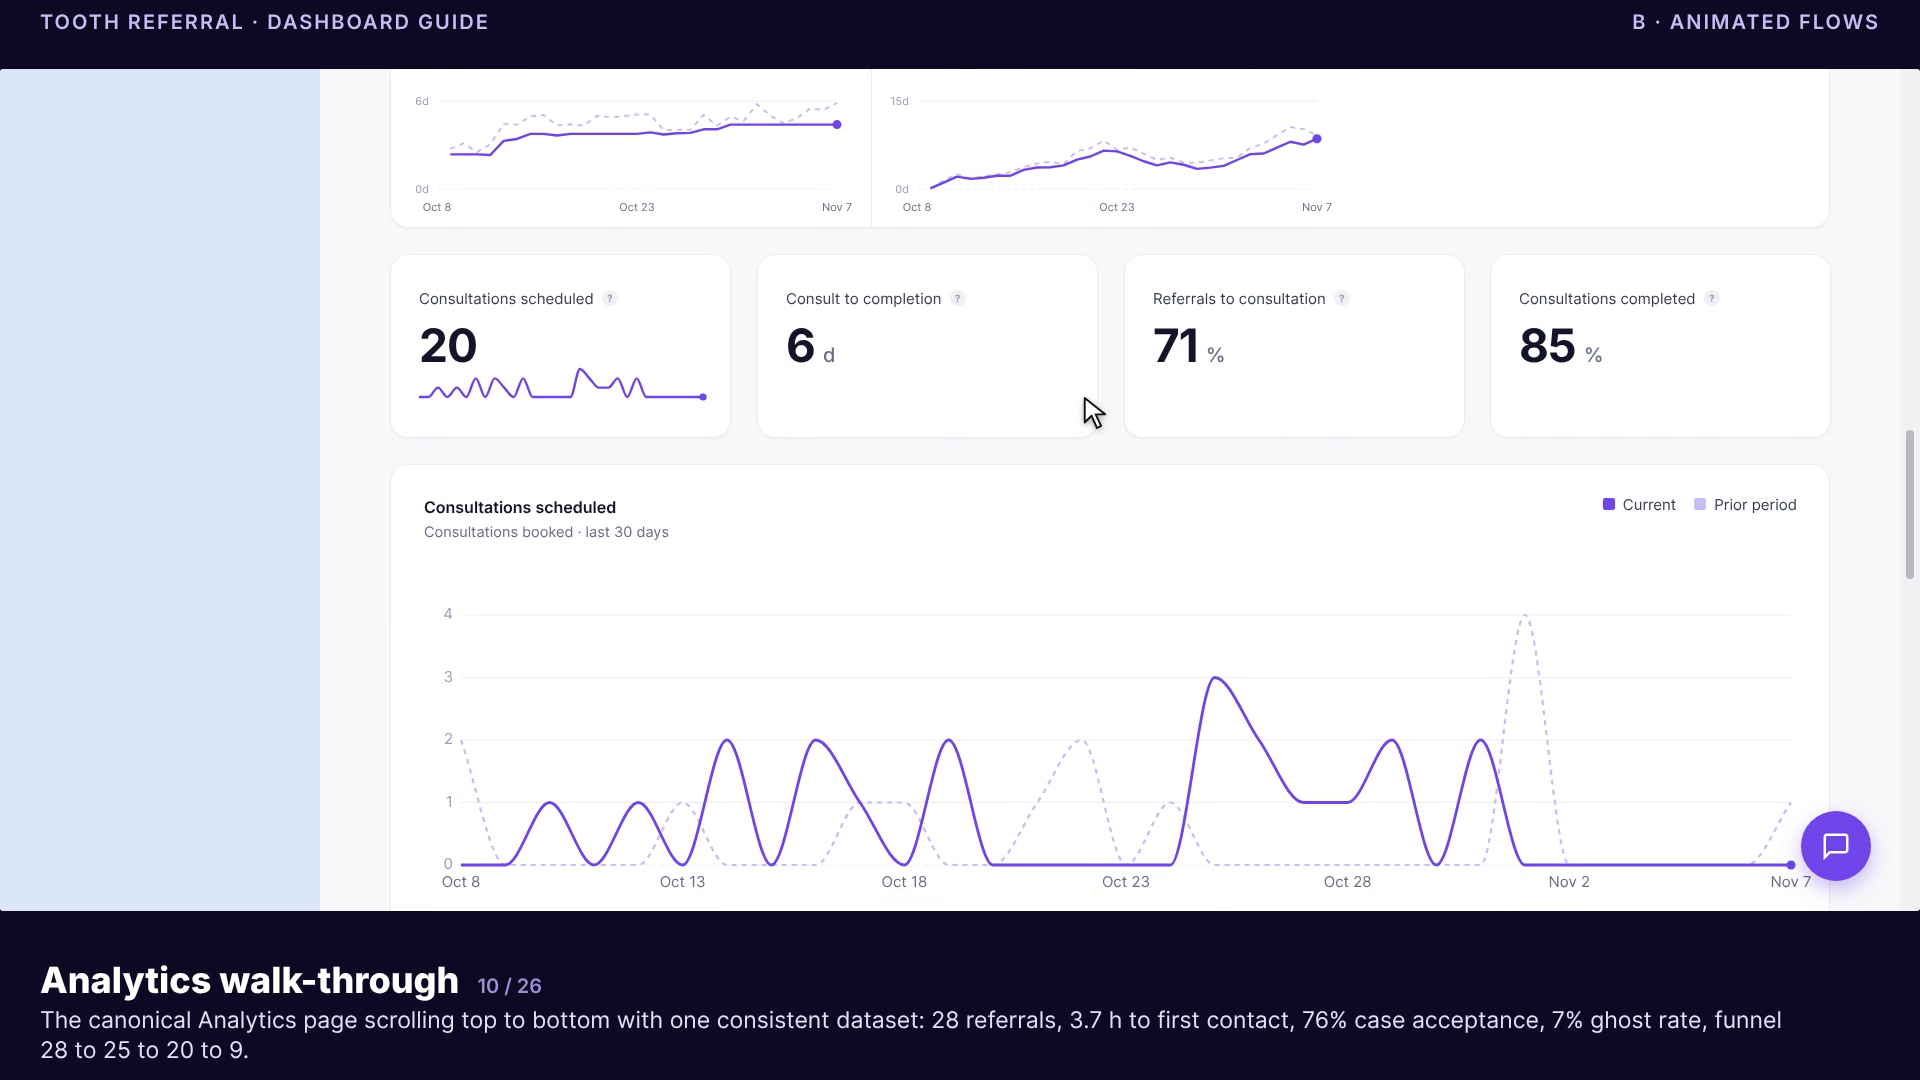 TOOTH REFERRAL · DASHBOARD GUIDE
B · ANIMATED FLOWS
6d
0d
Oct 8
Oct 23
Nov 7
15d
0d
Oct 8
Oct 23
Nov 7
Consultations scheduled ?
20
Consult to completion ?
6 d
Referrals to consultation ?
71 %
Consultations completed ?
85 %
Consultations scheduled
Consultations booked · last 30 days
Current
Prior period
4
3
2
1
0
Oct 8
Oct 13
Oct 18
Oct 23
Oct 28
Nov 2
Nov 7
Analytics walk-through 10 / 26
The canonical Analytics page scrolling top to bottom with one consistent dataset: 28 referrals, 3.7 h to first contact, 76% case acceptance, 7% ghost rate, funnel
28 to 25 to 20 to 9.